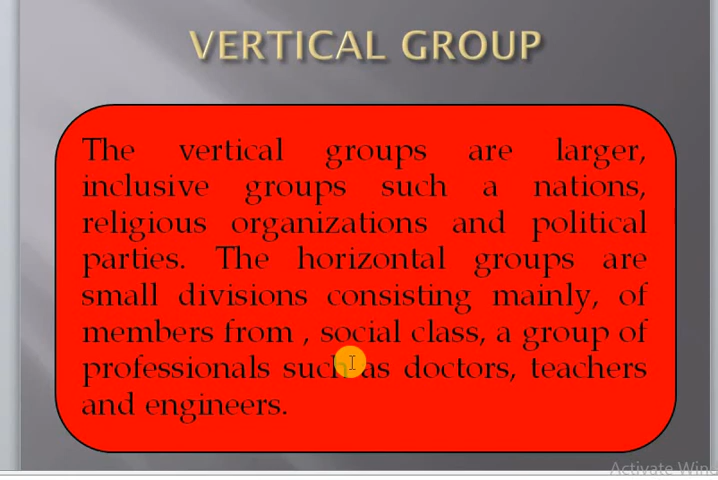 VERTICAL GROUP
The vertical groups are larger,
inclusive groups such a nations,
religious organizations and political
parties. The horizontal groups are
small divisions consisting mainly, of
members from , social class, a group of
professionals such as doctors, teachers
and engineers.
Activate Wind